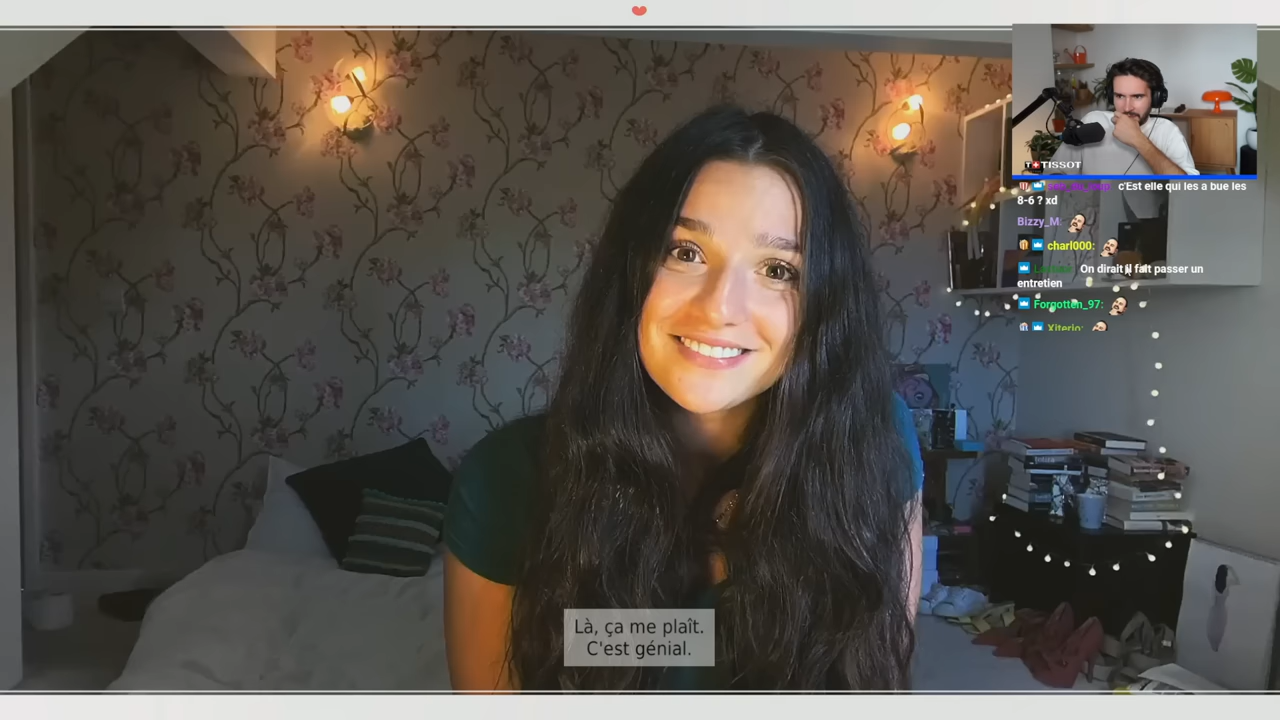 T+TISSOT
c'Est elle qui les a bue les
8-6 ? xd
Bizzy_M:
charl000:
On dirait il fait passer un
entretien
Forgotten_97:
Xiterio:
Là, ça me plaît.
C'est génial.